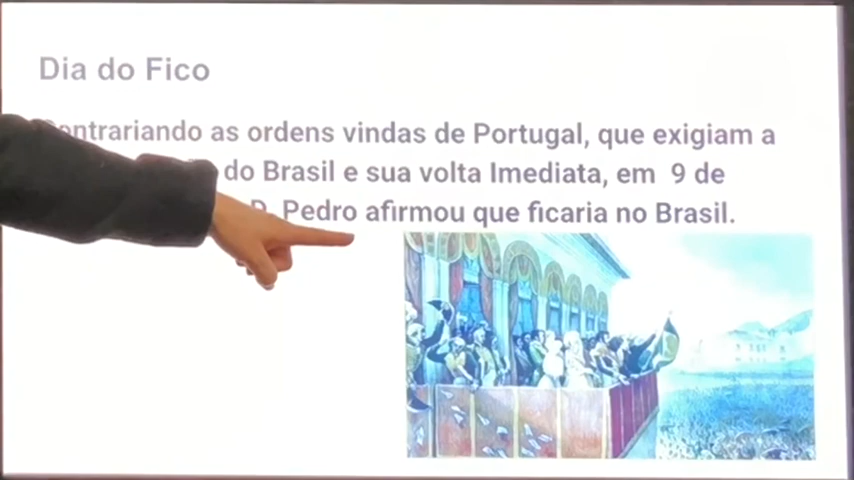 Dia do Fico
Contrariando as ordens vindas de Portugal, que exigiam a
do Brasil e sua volta Imediata, em 9 de
D. Pedro afirmou que ficaria no Brasil.